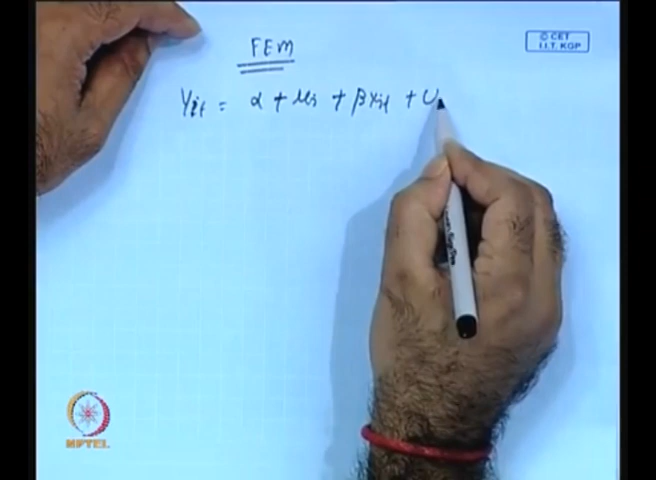 FEM
© CET
I.I.T. KGP
Yit = α + μi + βXit + U
NPTEL